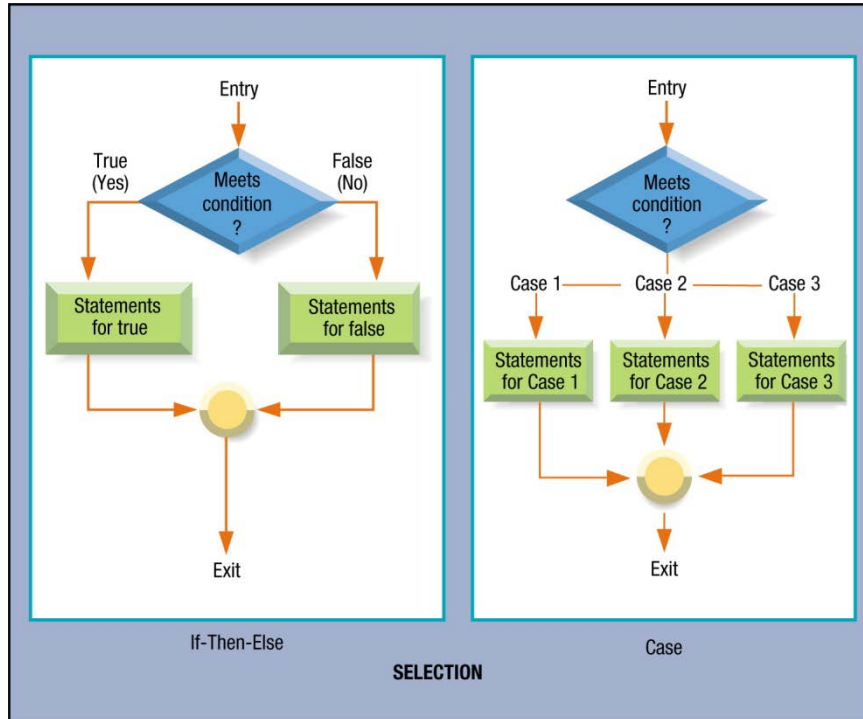 Entry
True
(Yes)
False
(No)
Meets
condition
?
Statements
for true
Statements
for false
Exit
If-Then-Else
Entry
Meets
condition
?
Case 1
Case 2
Case 3
Statements
for Case 1
Statements
for Case 2
Statements
for Case 3
Exit
Case
SELECTION